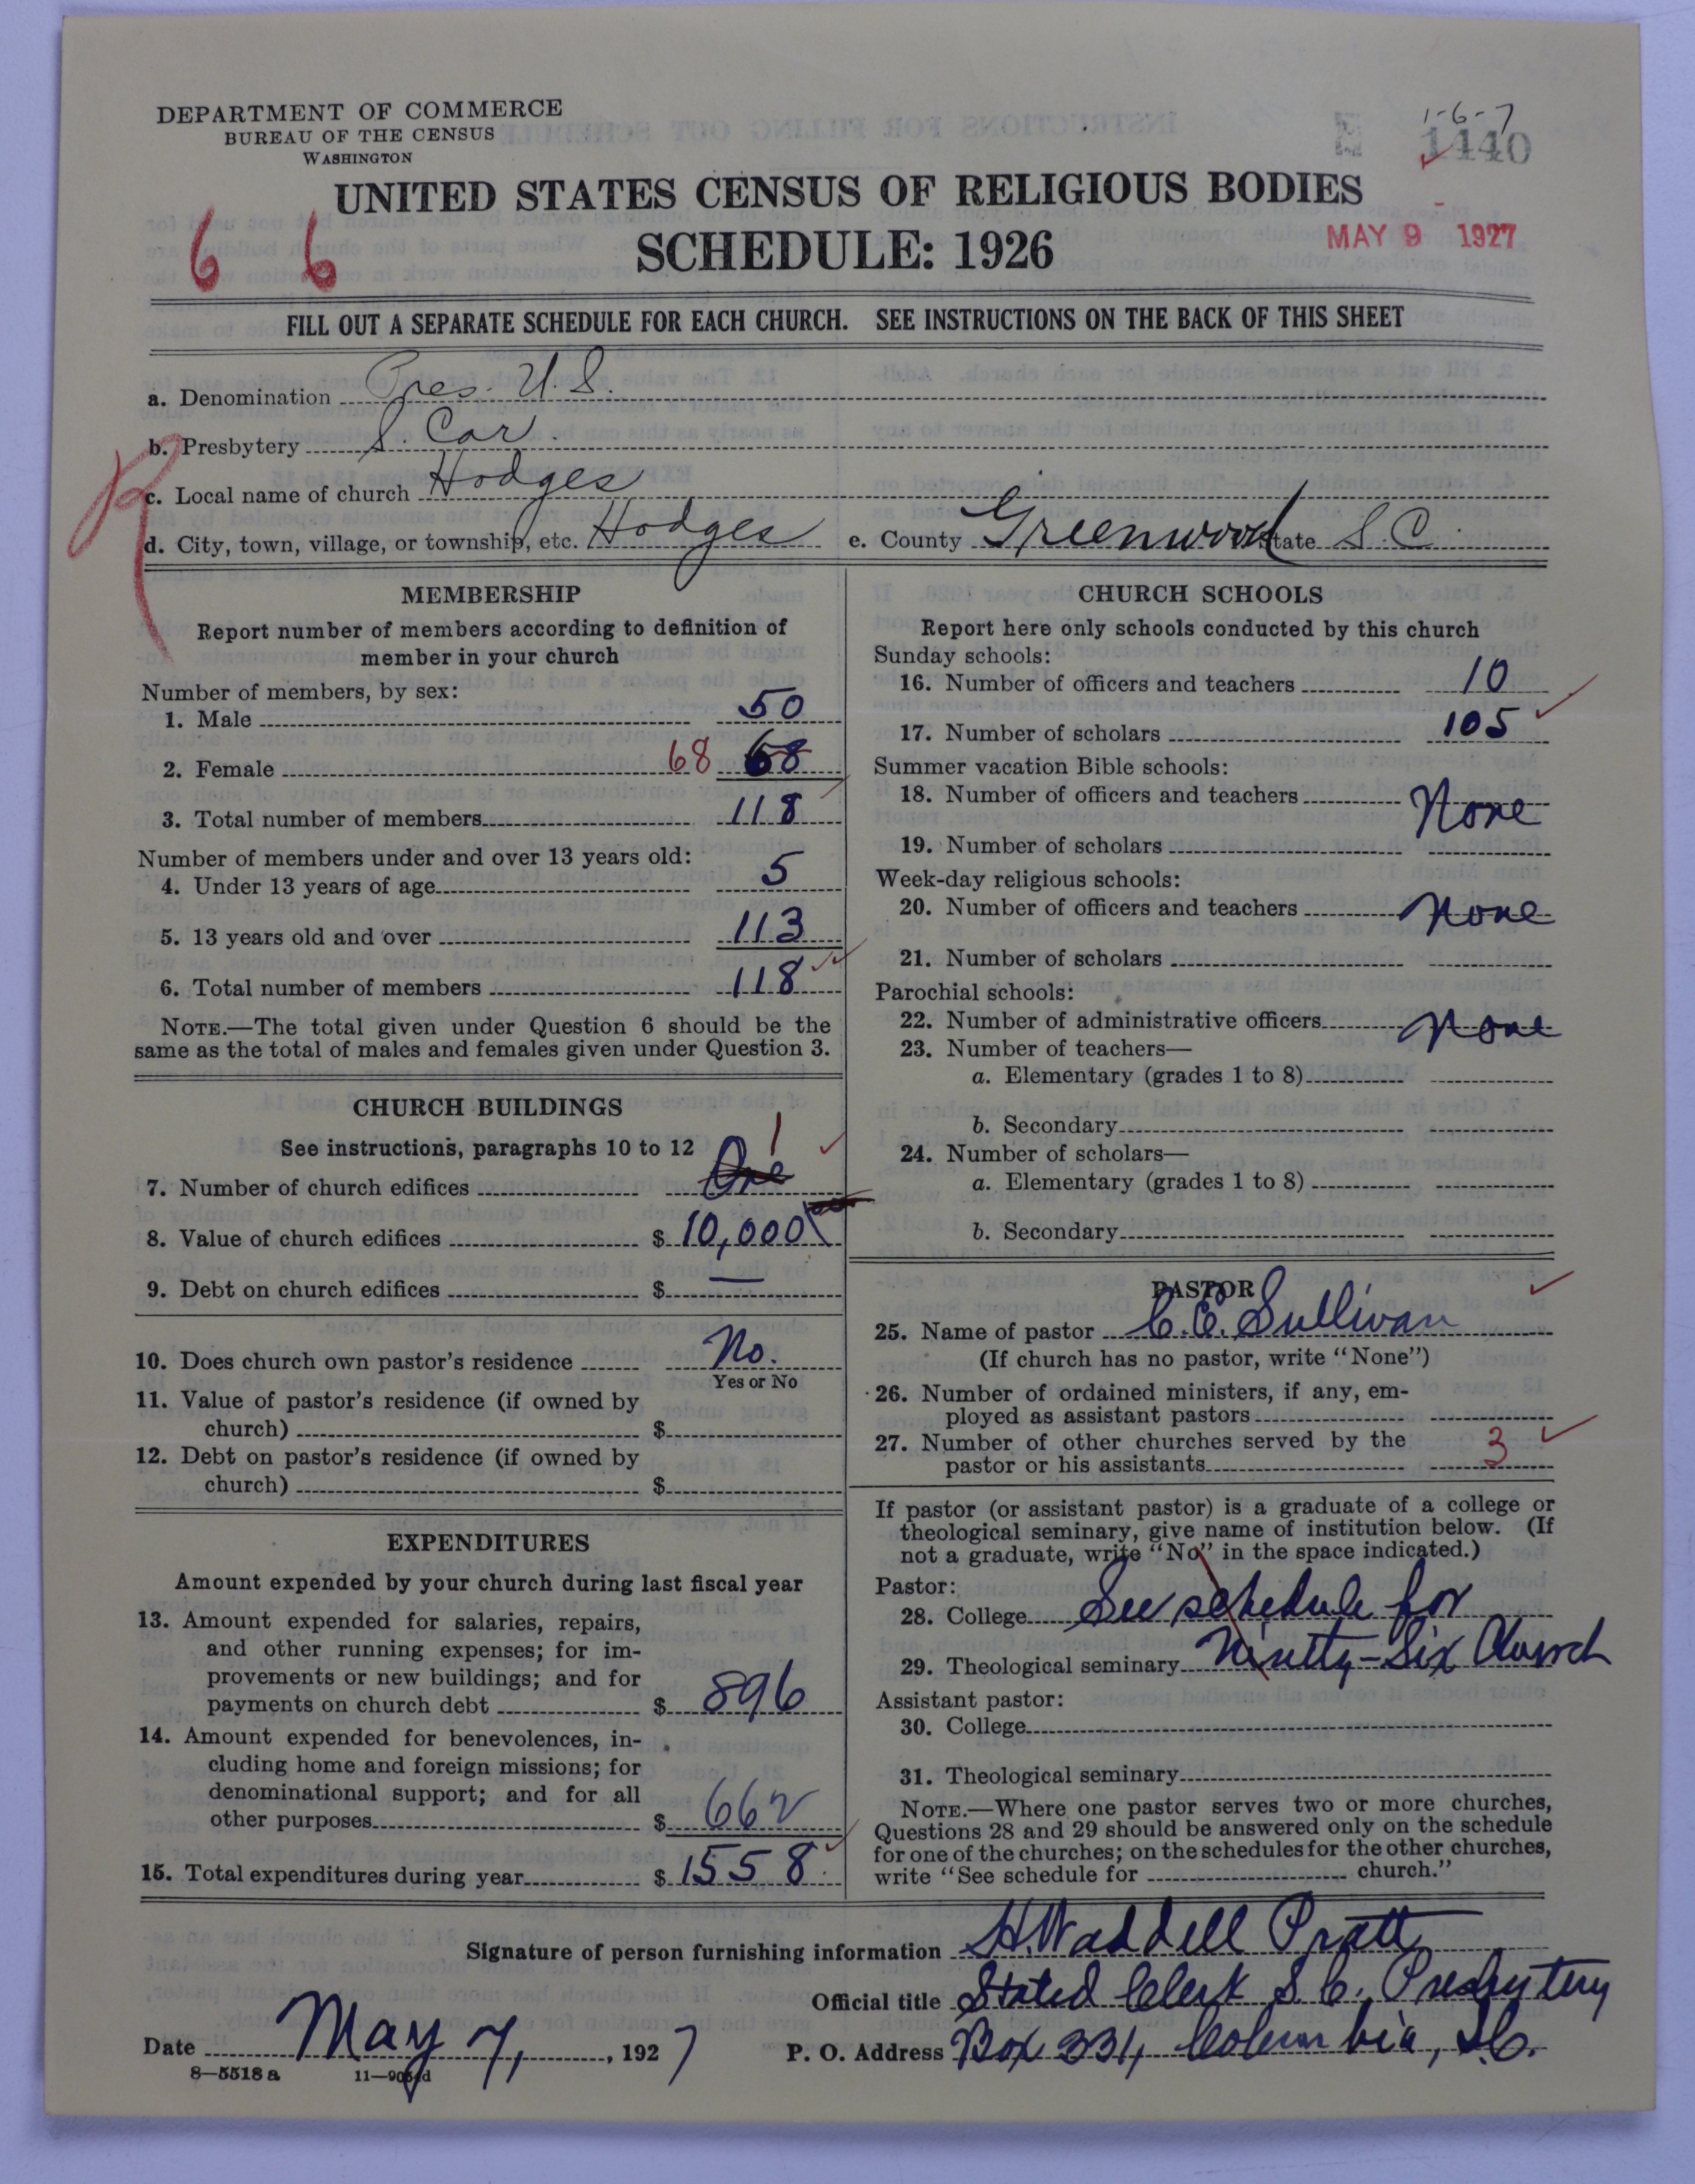 DEPARTMENT OF COMMERCE
BUREAU OF THE CENSUS
WASHINGTON
1-6-7
1440
UNITED STATES CENSUS OF RELIGIOUS BODIES
SCHEDULE: 1926
MAY 9 1927
6 6
FILL OUT A SEPARATE SCHEDULE FOR EACH CHURCH. SEE INSTRUCTIONS ON THE BACK OF THIS SHEET
a. Denomination Pres. U.S.
b. Presbytery S. Car.
R
c. Local name of church Hodges
d. City, town, village, or township, etc. Hodges e. County Greenwood State S.C.
MEMBERSHIP
Report number of members according to definition of
member in your church
Number of members, by sex:
1. Male 50
2. Female 68 68
3. Total number of members 118
Number of members under and over 13 years old:
4. Under 13 years of age 5
5. 13 years old and over 113
6. Total number of members 118
NOTE.—The total given under Question 6 should be the
same as the total of males and females given under Question 3.
CHURCH BUILDINGS
See instructions, paragraphs 10 to 12
7. Number of church edifices One 1
8. Value of church edifices $ 10,000
9. Debt on church edifices $ —
10. Does church own pastor's residence No.
Yes or No
11. Value of pastor's residence (if owned by
church) $
12. Debt on pastor's residence (if owned by
church) $
EXPENDITURES
Amount expended by your church during last fiscal year
13. Amount expended for salaries, repairs,
and other running expenses; for im-
provements or new buildings; and for
payments on church debt $ 896
14. Amount expended for benevolences, in-
cluding home and foreign missions; for
denominational support; and for all
other purposes $ 662
15. Total expenditures during year $ 1558
CHURCH SCHOOLS
Report here only schools conducted by this church
Sunday schools:
16. Number of officers and teachers 10
17. Number of scholars 105
Summer vacation Bible schools:
18. Number of officers and teachers None
19. Number of scholars
Week-day religious schools:
20. Number of officers and teachers None
21. Number of scholars
Parochial schools:
22. Number of administrative officers None
23. Number of teachers—
a. Elementary (grades 1 to 8)
b. Secondary
24. Number of scholars—
a. Elementary (grades 1 to 8)
b. Secondary
PASTOR
25. Name of pastor C.E. Sullivan
(If church has no pastor, write "None")
26. Number of ordained ministers, if any, em-
ployed as assistant pastors
27. Number of other churches served by the
pastor or his assistants 3
If pastor (or assistant pastor) is a graduate of a college or
theological seminary, give name of institution below. (If
not a graduate, write "No" in the space indicated.)
Pastor:
28. College See schedule for
29. Theological seminary Ninety-Six Church
Assistant pastor:
30. College
31. Theological seminary
NOTE.—Where one pastor serves two or more churches,
Questions 28 and 29 should be answered only on the schedule
for one of the churches; on the schedules for the other churches,
write "See schedule for church."
Signature of person furnishing information H. Waddell Pratt
Official title Stated Clerk S.C. Presbytery
Date May 7, 1927 P. O. Address Box 331, Columbia, S.C.
8—5518 a